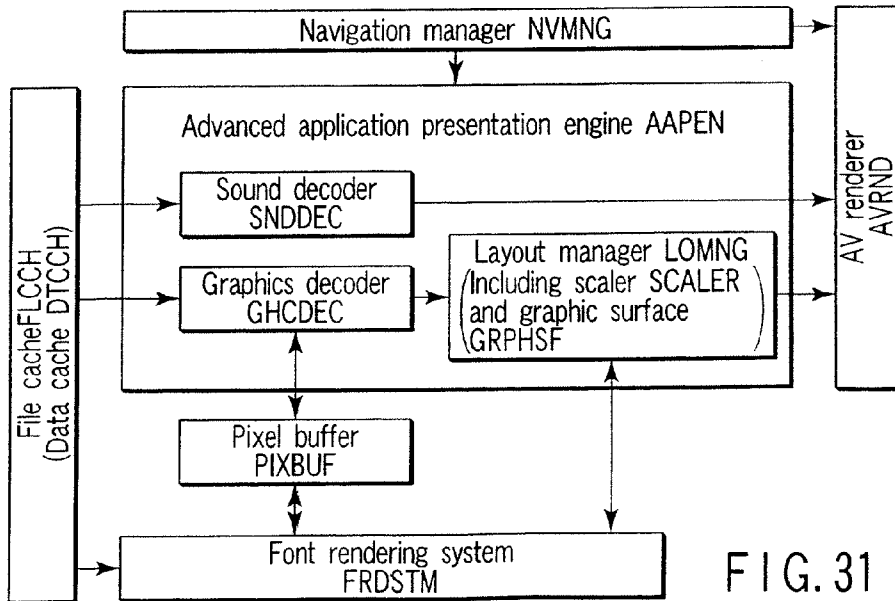 Navigation manager NVMNG
Advanced application presentation engine AAPEN
Sound decoder
SNDDEC
Graphics decoder
GHCDEC
Layout manager LOMNG
(Including scaler SCALER
and graphic surface
GRPHSF)
Pixel buffer
PIXBUF
Font rendering system
FRDSTM
File cacheFLCCH
(Data cache DTCCH)
AV renderer
AVRND
FIG.31